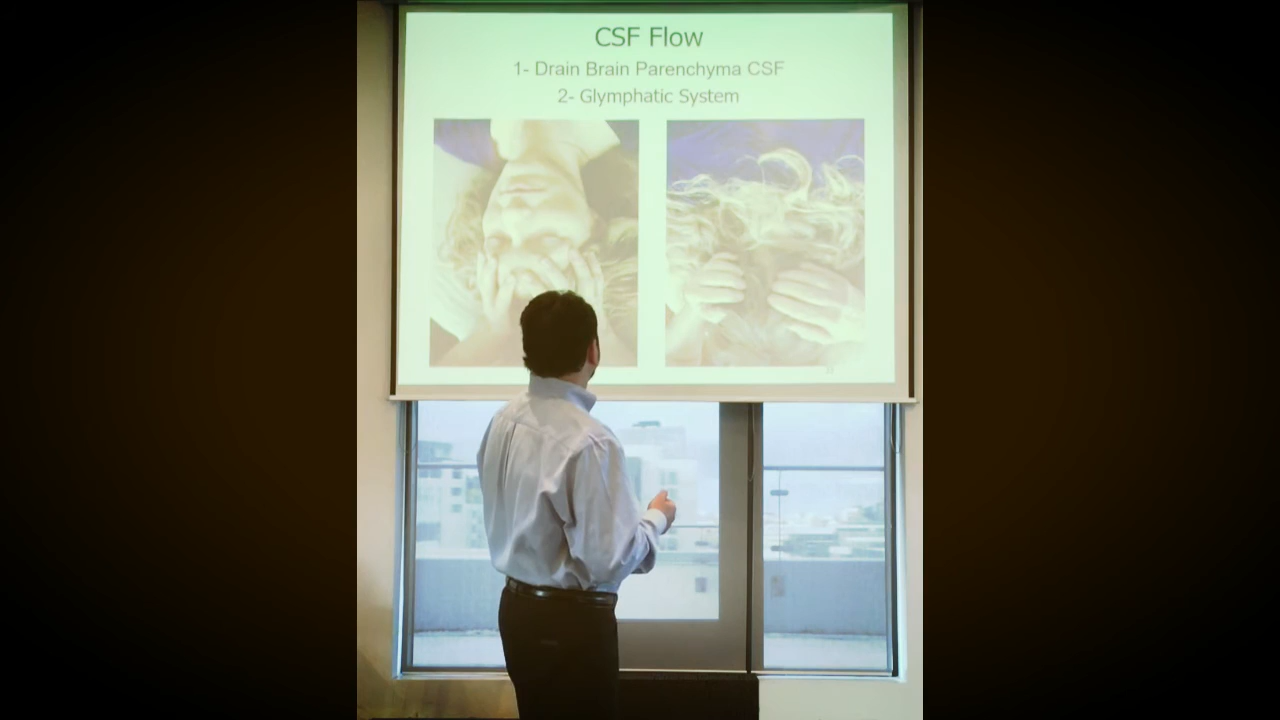 CSF Flow
1- Drain Brain Parenchyma CSF
2- Glymphatic System